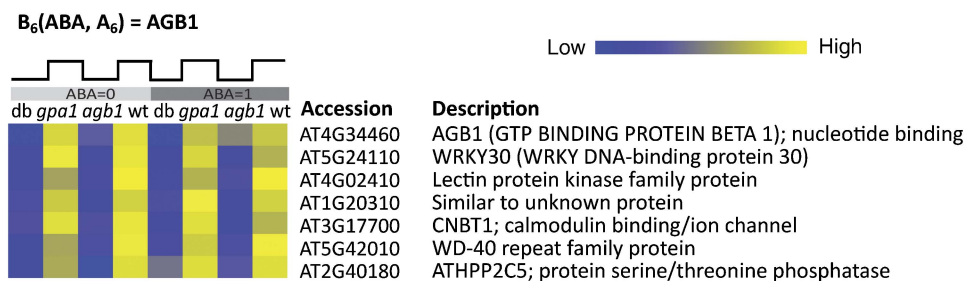 B6(ABA, A6) = AGB1
Low High
ABA=0 ABA=1
db gpa1 agb1 wt db gpa1 agb1 wt Accession Description
AT4G34460 AGB1 (GTP BINDING PROTEIN BETA 1); nucleotide binding
AT5G24110 WRKY30 (WRKY DNA-binding protein 30)
AT4G02410 Lectin protein kinase family protein
AT1G20310 Similar to unknown protein
AT3G17700 CNBT1; calmodulin binding/ion channel
AT5G42010 WD-40 repeat family protein
AT2G40180 ATHPP2C5; protein serine/threonine phosphatase